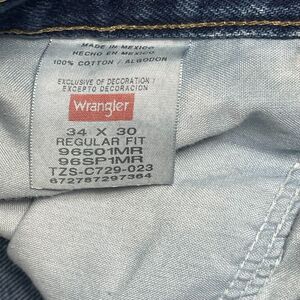 MADE IN MEXICO
HECHO EN MEXICO
100% COTTON / ALGODON
EXCLUSIVE OF DECORATION /
EXCEPTO DECORACION
Wrangler
34 X 30
REGULAR FIT
96501MR
96SP1MR
TZS-C729-023
672787297364